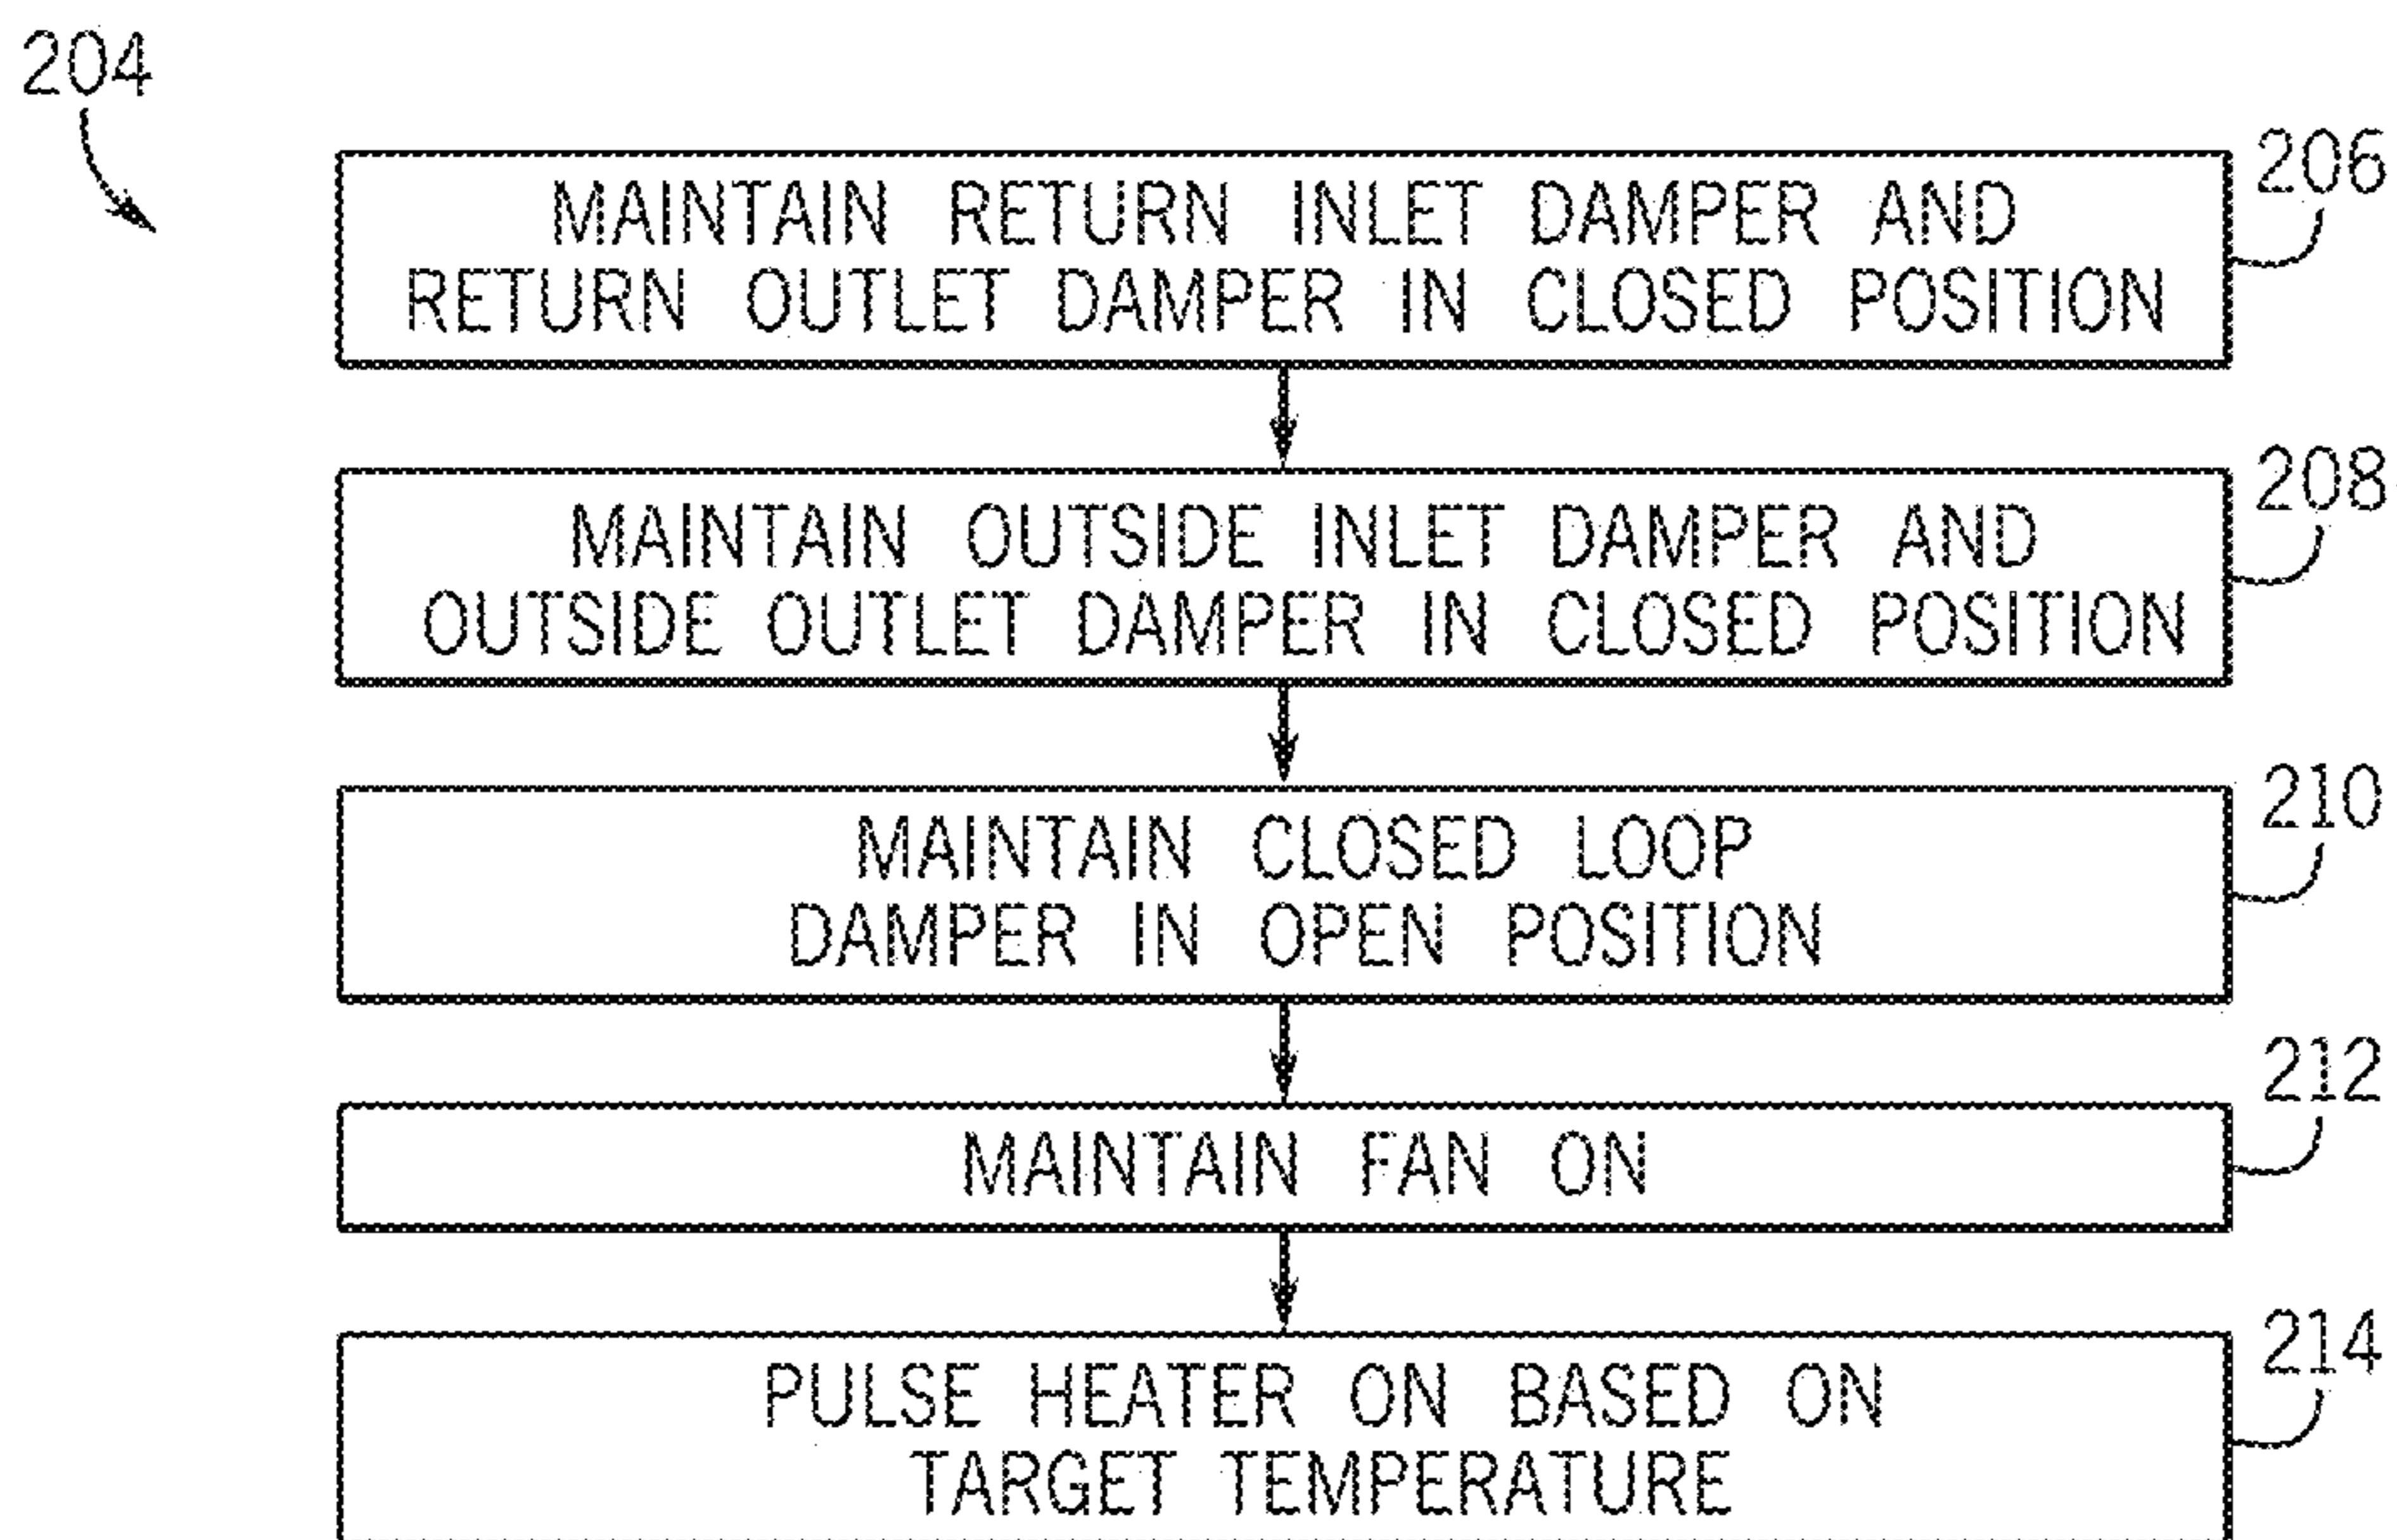 204
MAINTAIN RETURN INLET DAMPER AND
RETURN OUTLET DAMPER IN CLOSED POSITION
206
MAINTAIN OUTSIDE INLET DAMPER AND
OUTSIDE OUTLET DAMPER IN CLOSED POSITION
208
MAINTAIN CLOSED LOOP
DAMPER IN OPEN POSITION
210
MAINTAIN FAN ON
212
PULSE HEATER ON BASED ON
TARGET TEMPERATURE
214